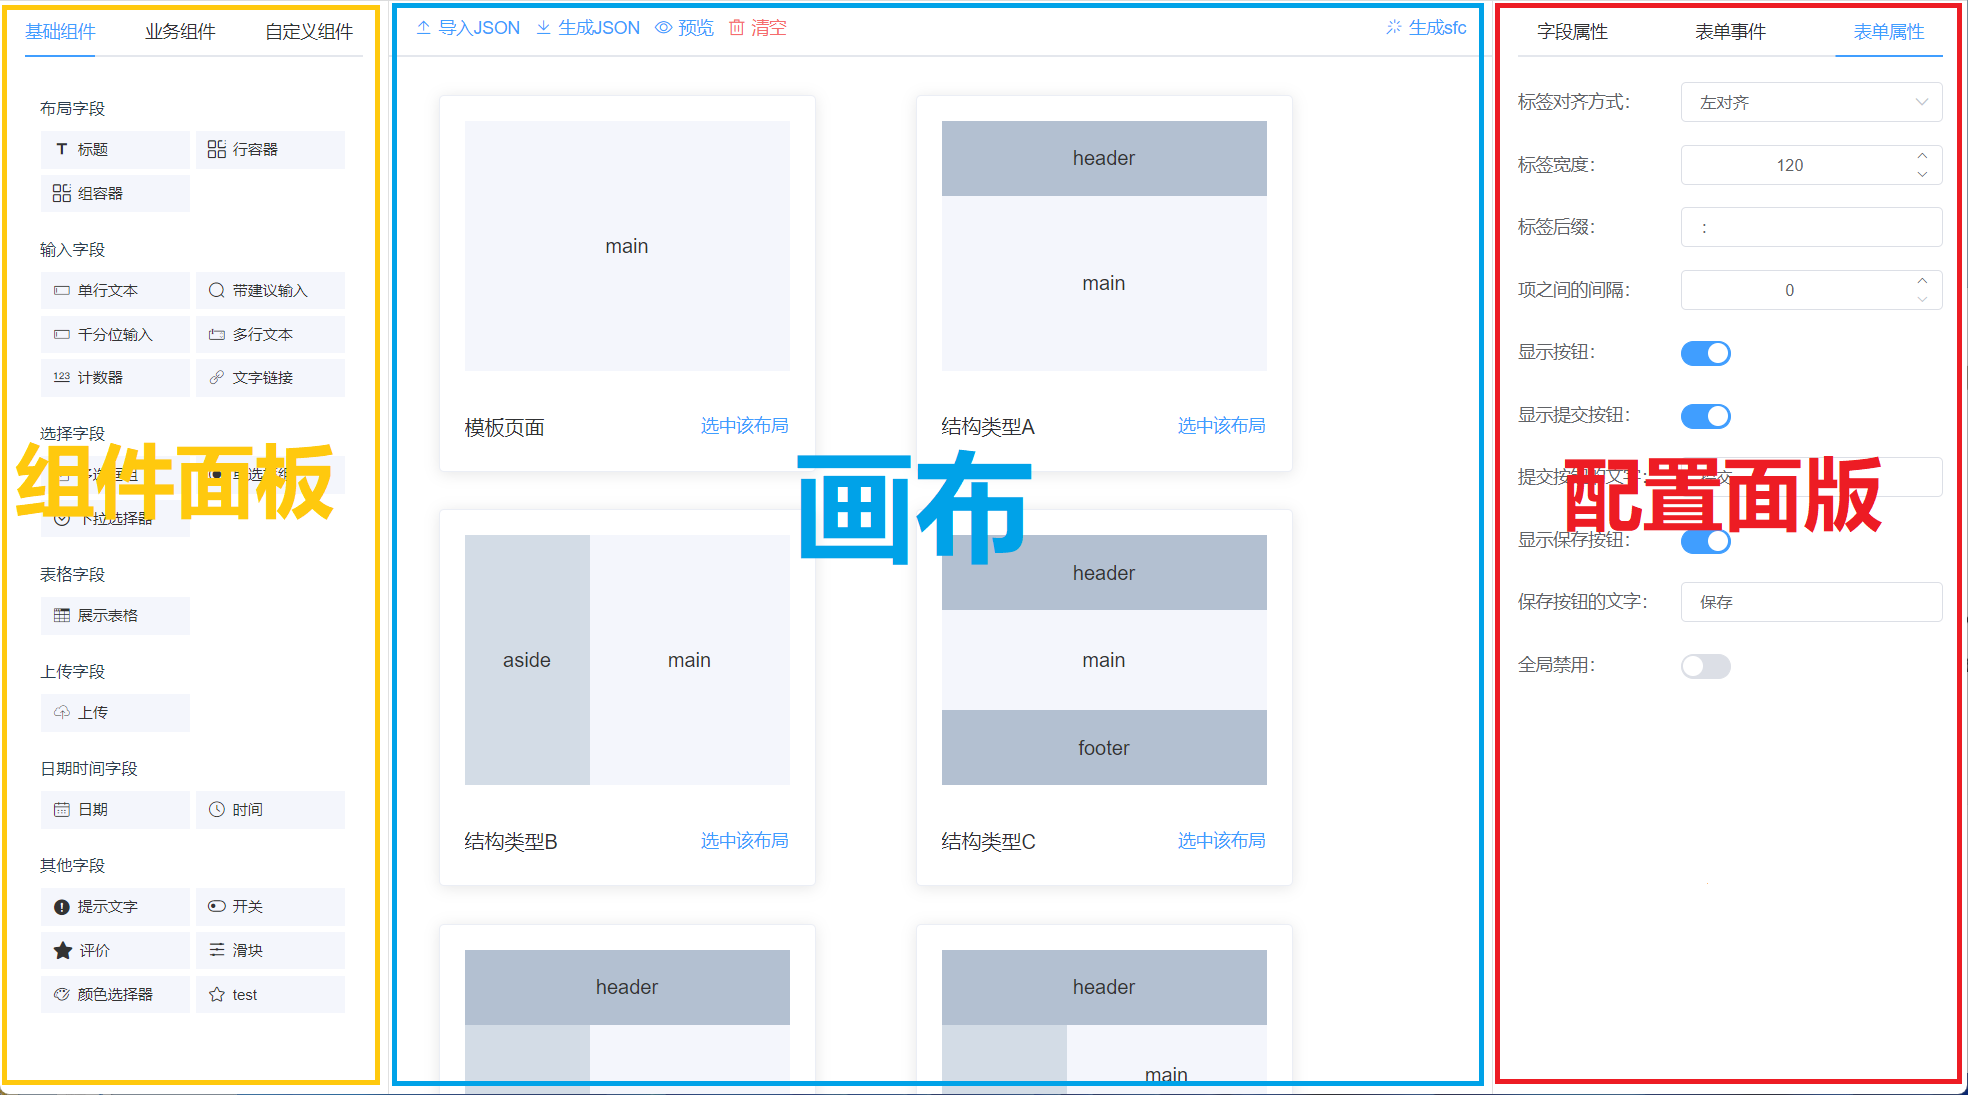 基础组件 业务组件 自定义组件
布局字段
标题 行容器
组容器
输入字段
单行文本 带建议输入
千分位输入 多行文本
123 计数器 文字链接
选择字段
组件面板
下拉选择器
表格字段
展示表格
上传字段
上传
日期时间字段
日期 时间
其他字段
提示文字 开关
评价 滑块
颜色选择器 test
导入JSON 生成JSON 预览 清空 生成sfc
main
模板页面 选中该布局
header
main
结构类型A 选中该布局
画布
aside main
结构类型B 选中该布局
header
main
footer
结构类型C 选中该布局
header
header
main
字段属性 表单事件 表单属性
标签对齐方式: 左对齐
标签宽度: 120
标签后缀: :
项之间的间隔: 0
显示按钮:
显示提交按钮:
配置面版
显示保存按钮:
保存按钮的文字: 保存
全局禁用: